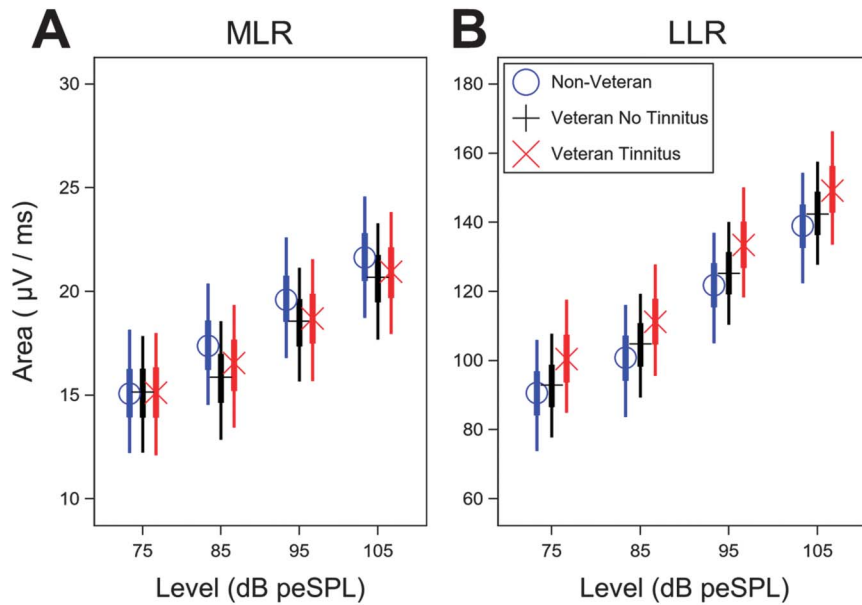 A
MLR
Area ( µV / ms)
30
25
20
15
10
75
85
95
105
Level (dB peSPL)
B
LLR
Non-Veteran
Veteran No Tinnitus
Veteran Tinnitus
180
160
140
120
100
80
60
75
85
95
105
Level (dB peSPL)